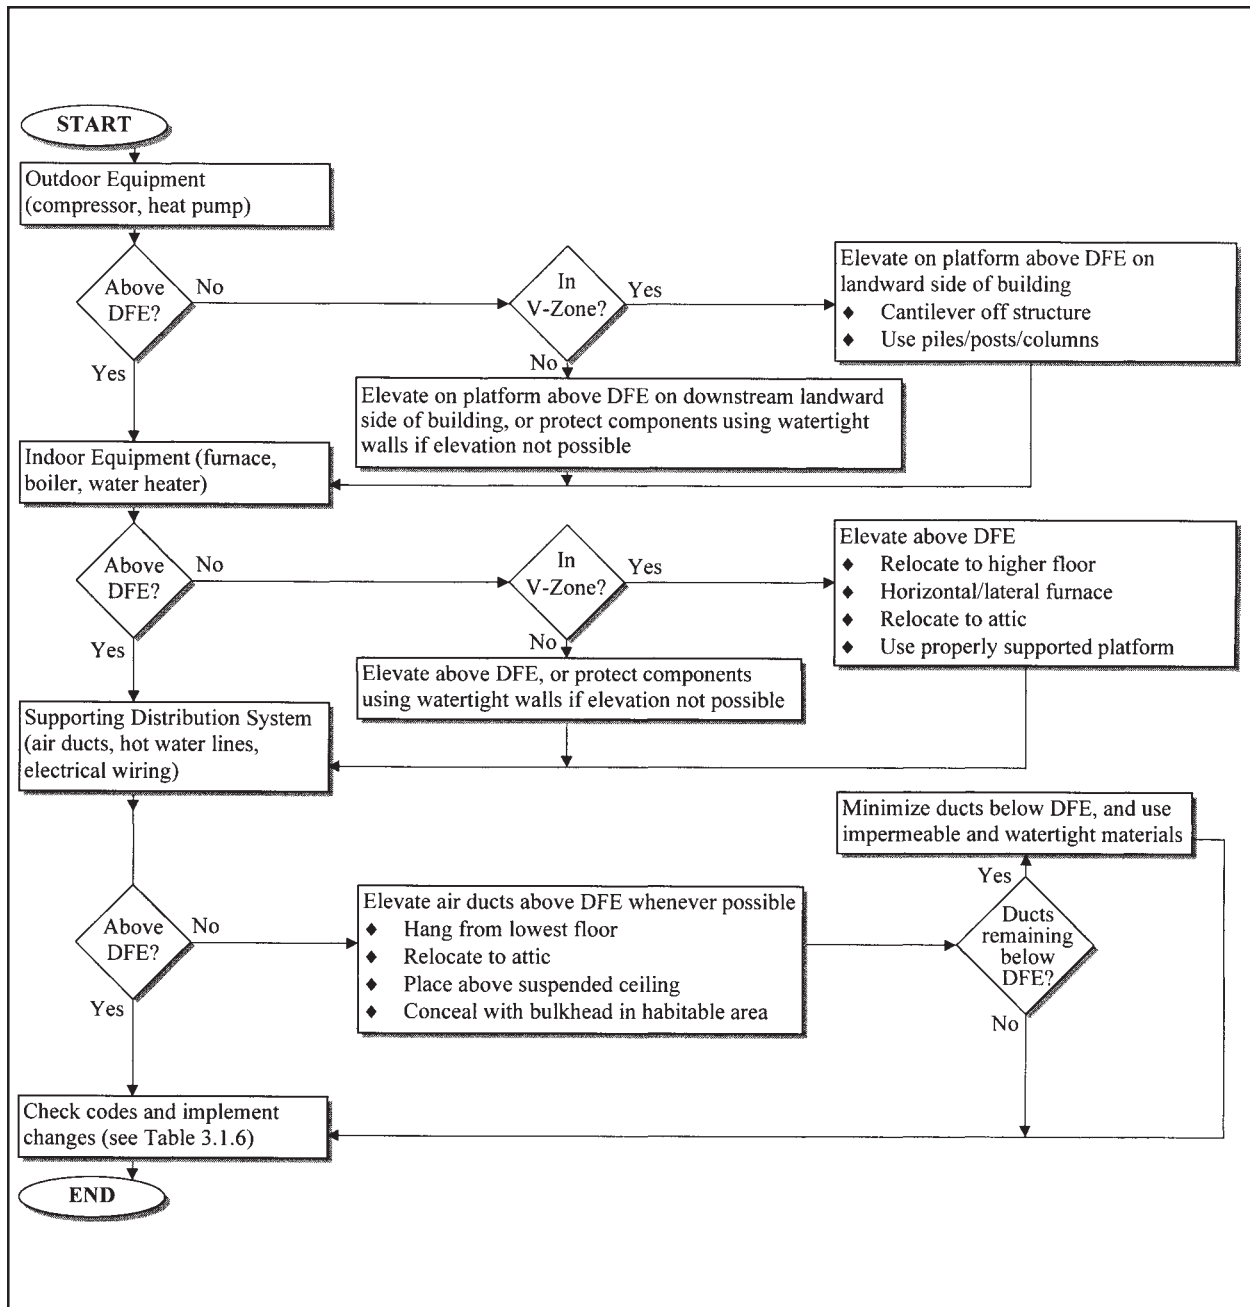 START
Outdoor Equipment
(compressor, heat pump)
Above
DFE?
No
In
V-Zone?
Yes
Elevate on platform above DFE on
landward side of building
♦ Cantilever off structure
♦ Use piles/posts/columns
Yes
No
Elevate on platform above DFE on downstream landward
side of building, or protect components using watertight
walls if elevation not possible
Indoor Equipment (furnace,
boiler, water heater)
Above
DFE?
No
In
V-Zone?
Yes
Elevate above DFE
♦ Relocate to higher floor
♦ Horizontal/lateral furnace
♦ Relocate to attic
♦ Use properly supported platform
Yes
No
Elevate above DFE, or protect components
using watertight walls if elevation not possible
Supporting Distribution System
(air ducts, hot water lines,
electrical wiring)
Above
DFE?
No
Elevate air ducts above DFE whenever possible
♦ Hang from lowest floor
♦ Relocate to attic
♦ Place above suspended ceiling
♦ Conceal with bulkhead in habitable area
Minimize ducts below DFE, and use
impermeable and watertight materials
Yes
Ducts
remaining
below
DFE?
Yes
No
Check codes and implement
changes (see Table 3.1.6)
END